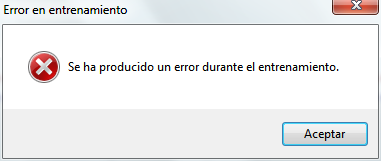 Error en entrenamiento
Se ha producido un error durante el entrenamiento.
Aceptar